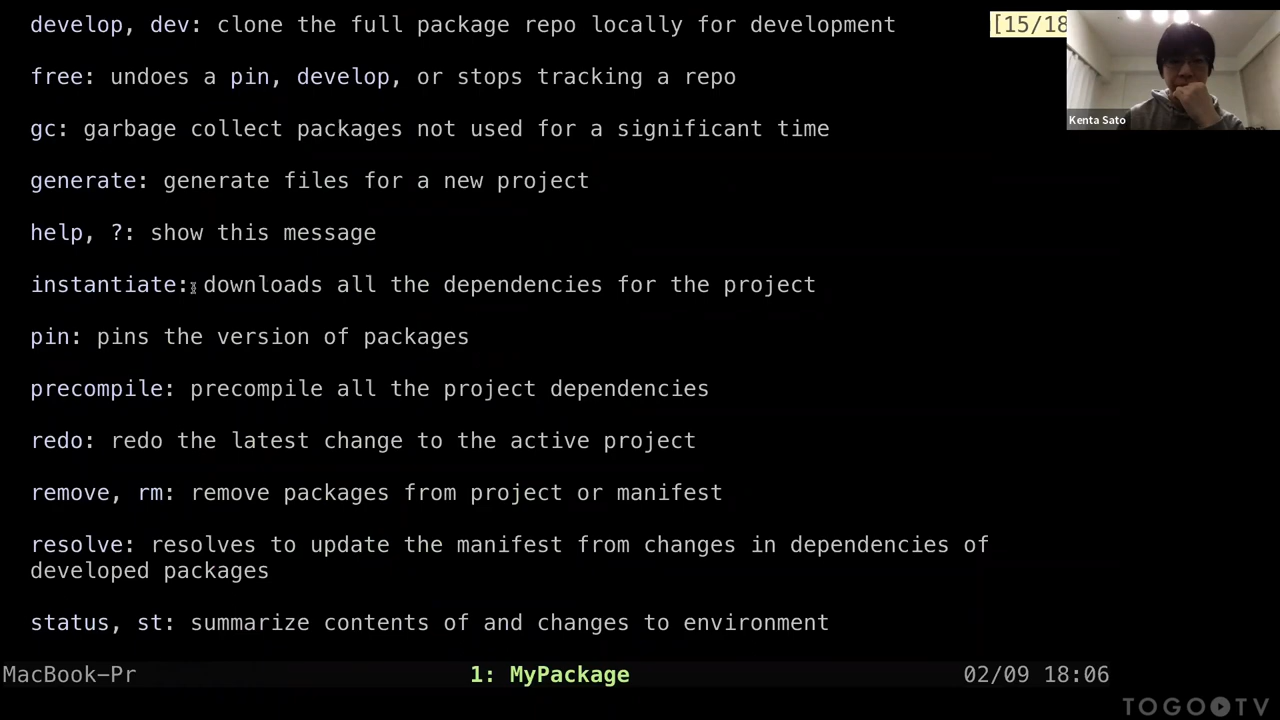 develop, dev: clone the full package repo locally for development [15/18
free: undoes a pin, develop, or stops tracking a repo
Kenta Sato
gc: garbage collect packages not used for a significant time
generate: generate files for a new project
help, ?: show this message
instantiate: downloads all the dependencies for the project
pin: pins the version of packages
precompile: precompile all the project dependencies
redo: redo the latest change to the active project
remove, rm: remove packages from project or manifest
resolve: resolves to update the manifest from changes in dependencies of
developed packages
status, st: summarize contents of and changes to environment
MacBook-Pr 1: MyPackage 02/09 18:06
TOGO TV